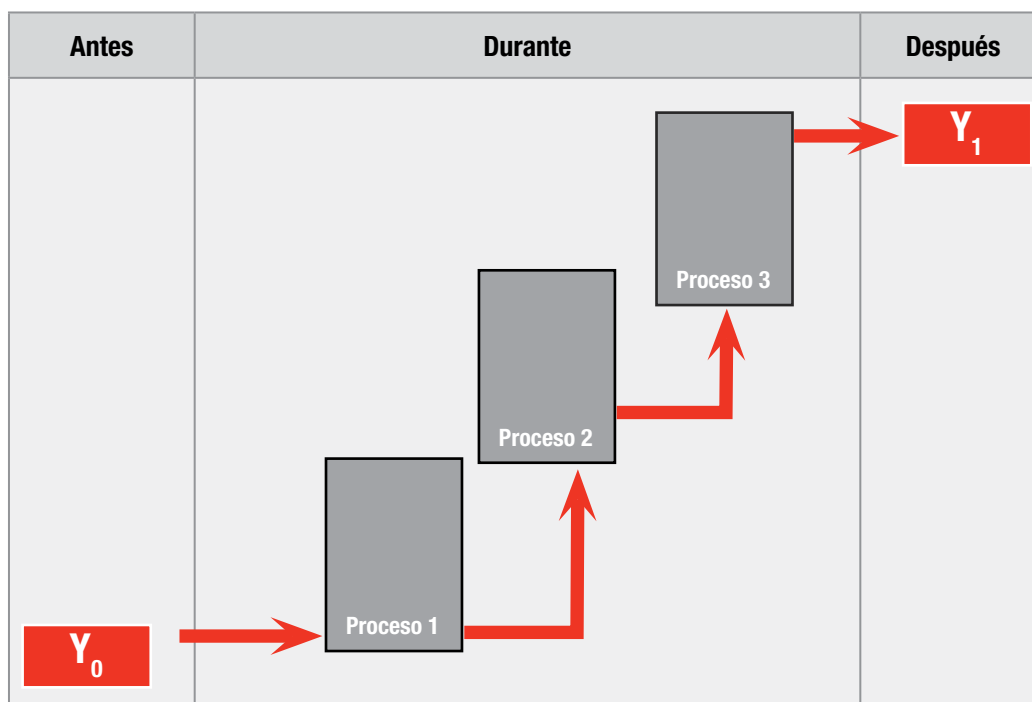 Antes
Durante
Después
Y1
Proceso 3
Proceso 2
Proceso 1
Y0